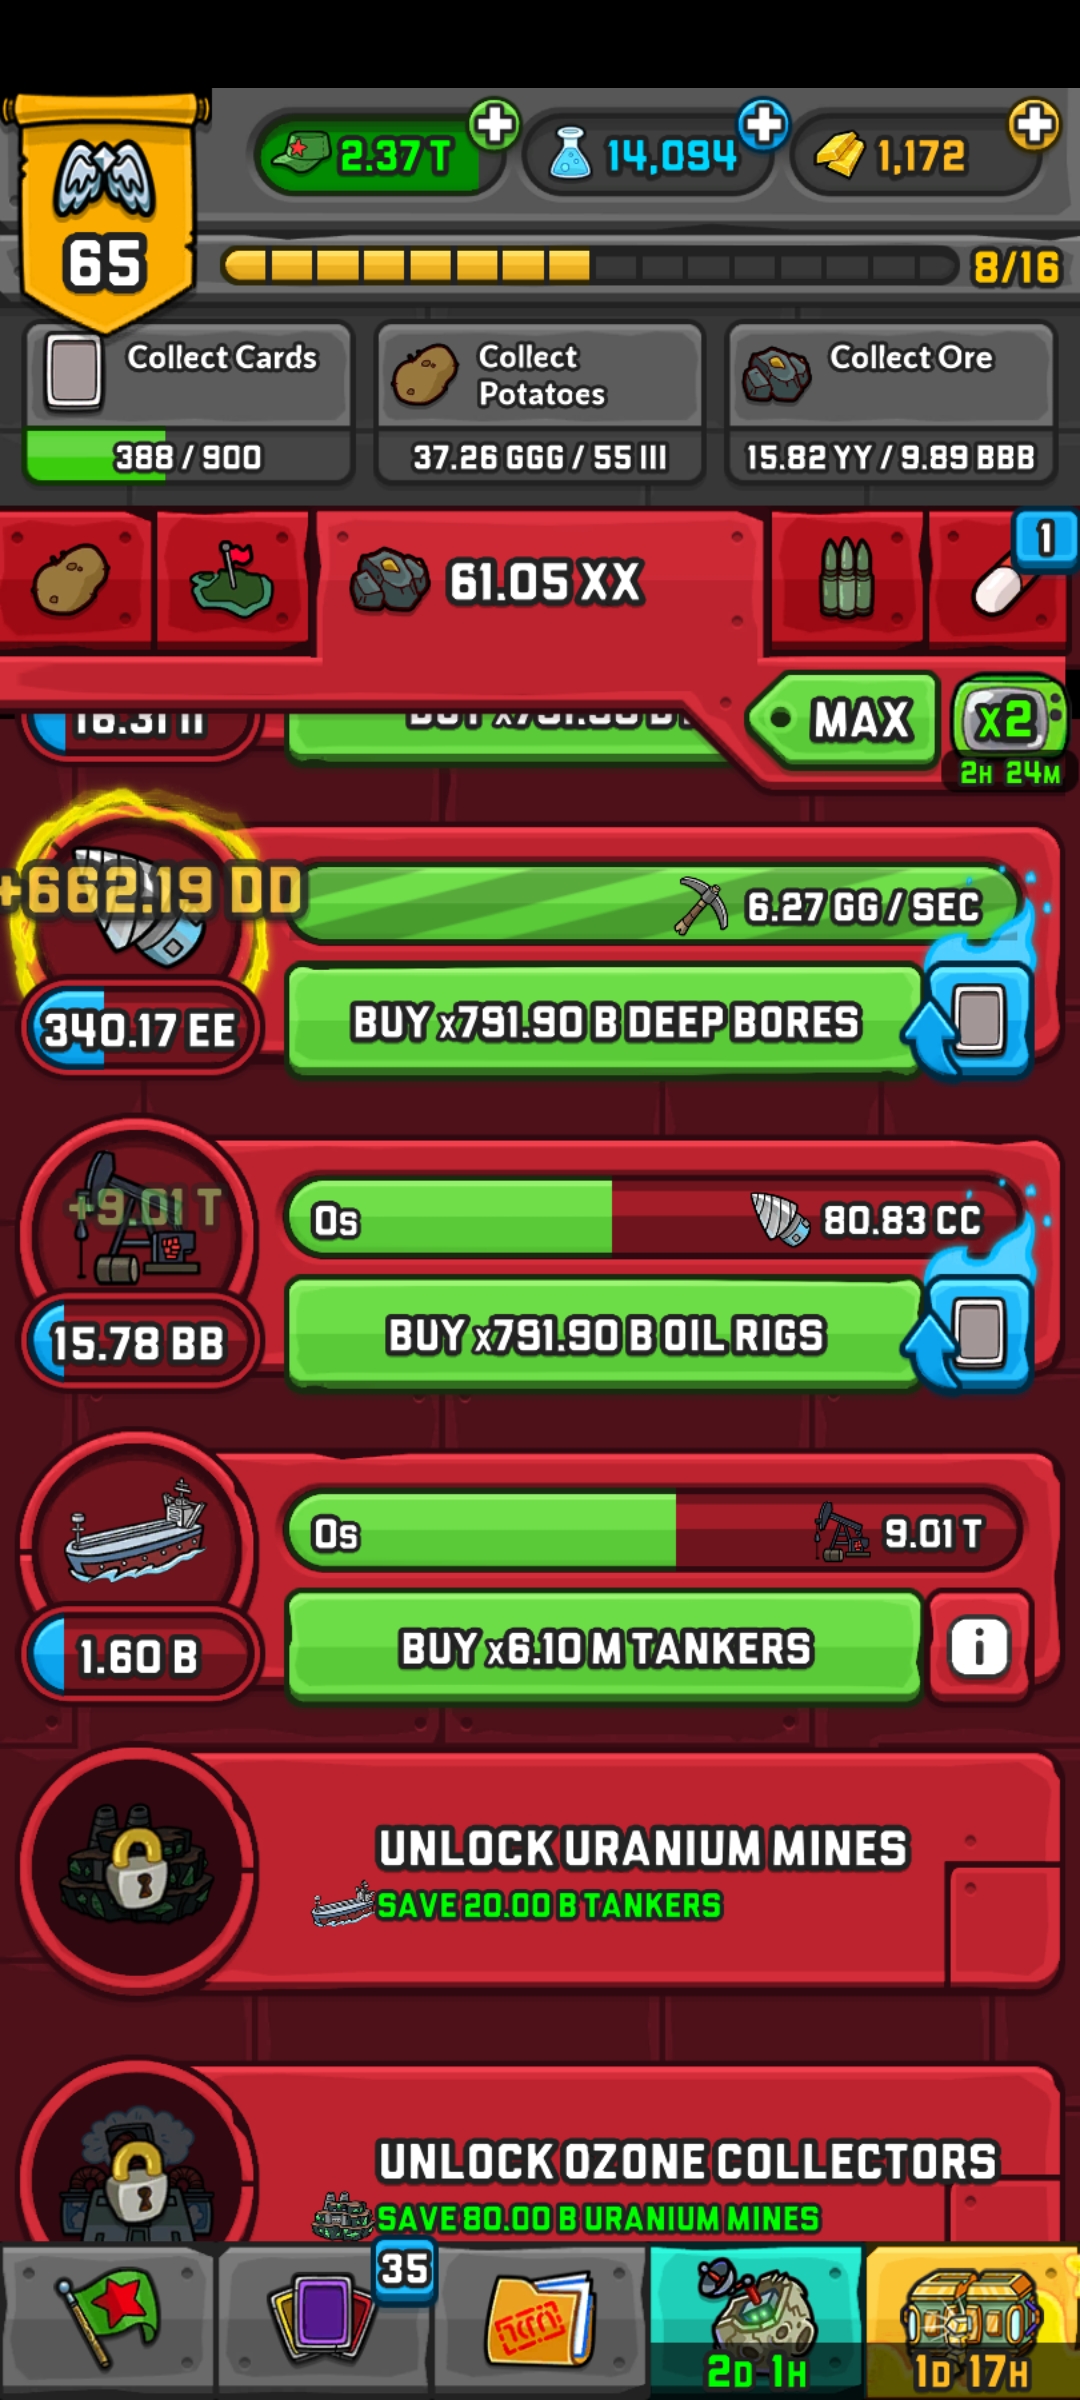 2.37 T
14,094
1,172
65
8/16
Collect Cards
388 / 900
Collect
Potatoes
37.26 GGG / 55 III
Collect Ore
15.82 YY / 9.89 BBB
61.05 XX
1
MAX
x2
2H 24M
+662.19 DD
6.27 GG / SEC
340.17 EE
BUY x791.90 B DEEP BORES
+9.01 T
0s
80.83 CC
15.78 BB
BUY x791.90 B OIL RIGS
0s
9.01 T
1.60 B
BUY x6.10 M TANKERS
i
UNLOCK URANIUM MINES
SAVE 20.00 B TANKERS
UNLOCK OZONE COLLECTORS
SAVE 80.00 B URANIUM MINES
35
2D 1H
1D 17H